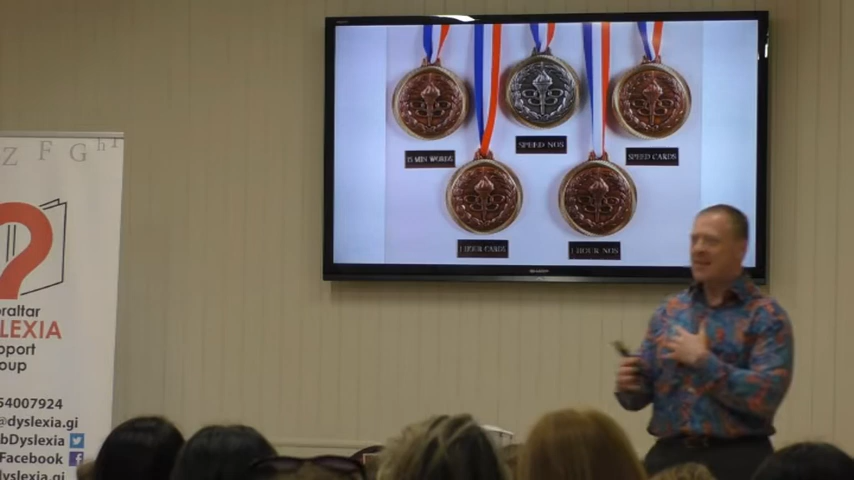 Z F G h I
braltar
LEXIA
pport
oup
54007924
@dyslexia.gi
bDyslexia
Facebook f
dyslexia.gi
15 MIN WORDS
SPEED NOS
SPEED CARDS
1 HOUR CARDS
1 HOUR NOS
SHARP